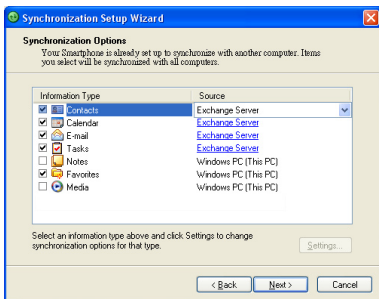 Synchronization Setup Wizard
Synchronization Options
Your Smartphone is already set up to synchronize with another computer. Items
you select will be synchronized with all computers.
Information Type Source
Contacts Exchange Server
Calendar Exchange Server
E-mail Exchange Server
Tasks Exchange Server
Notes Windows PC (This PC)
Favorites Windows PC (This PC)
Media Windows PC (This PC)
Select an information type above and click Settings to change
synchronization options for that type.
Settings...
< Back Next > Cancel